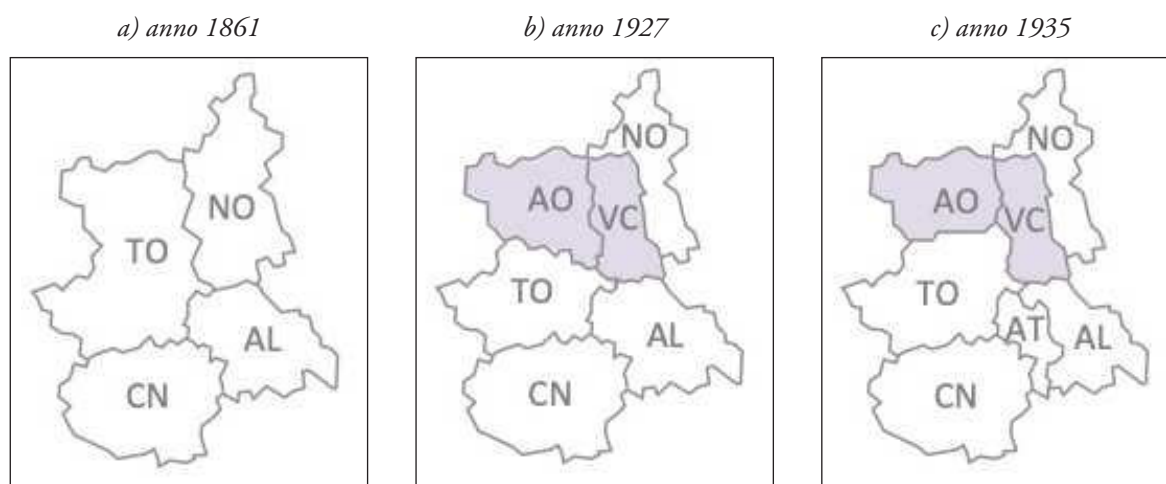 a) anno 1861
b) anno 1927
c) anno 1935
NO
TO
AL
CN
NO
AO
VC
TO
AL
CN
NO
AO
VC
TO
AT
AL
CN